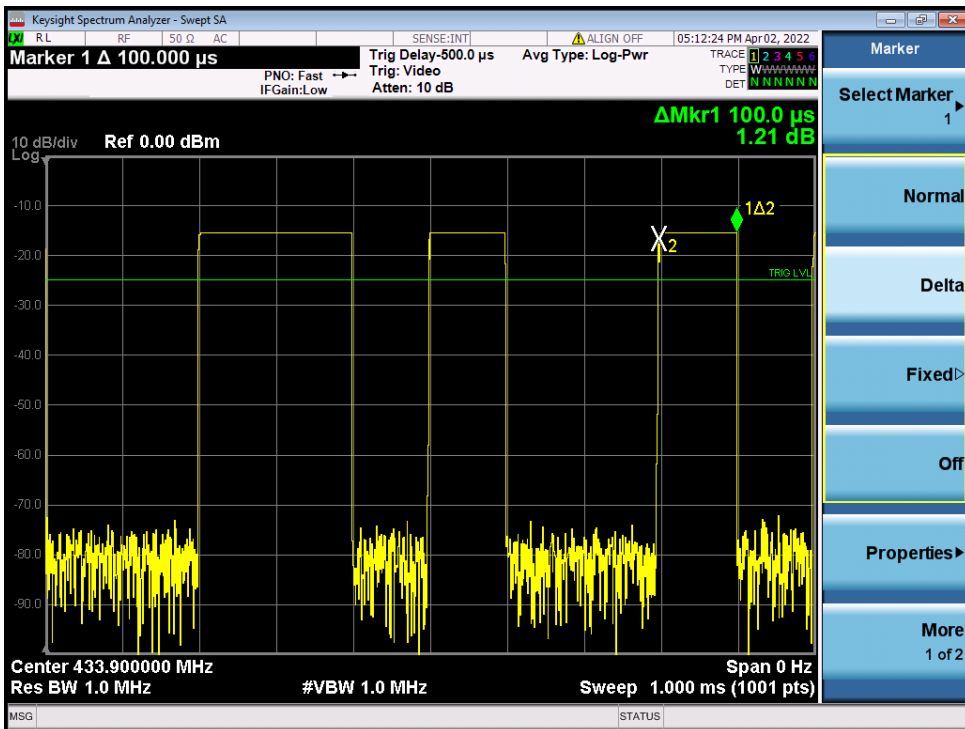 Keysight Spectrum Analyzer - Swept SA
LXI RL RF 50 Ω AC SENSE:INT ALIGN OFF 05:12:24 PM Apr 02, 2022
Marker 1 Δ 100.000 µs
PNO: Fast
IFGain:Low
Trig Delay-500.0 µs
Trig: Video
Atten: 10 dB
Avg Type: Log-Pwr
TRACE 1 2 3 4 5 6
TYPE WWWWWW
DET N N N N N N
ΔMkr1 100.0 µs
1.21 dB
10 dB/div Ref 0.00 dBm
Log
-10.0
-20.0
-30.0
-40.0
-50.0
-60.0
-70.0
-80.0
-90.0
1Δ2
2
TRIG LVL
Center 433.900000 MHz Span 0 Hz
Res BW 1.0 MHz #VBW 1.0 MHz Sweep 1.000 ms (1001 pts)
MSG STATUS
Marker
Select Marker
1
Normal
Delta
Fixed
Off
Properties
More
1 of 2